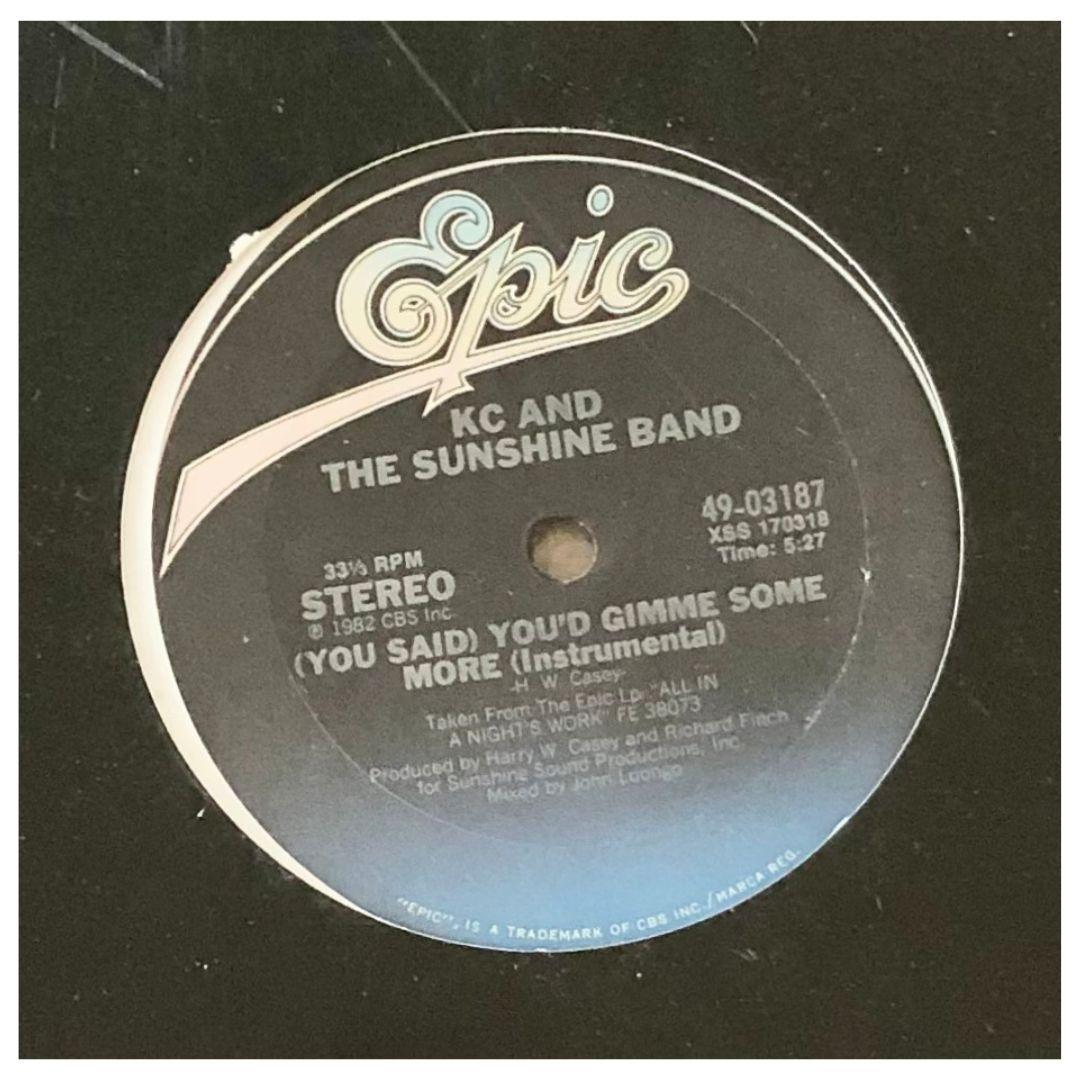 Epic
KC AND
THE SUNSHINE BAND
49-03187
XSS 170318
Time: 5:27
33⅓ RPM
STEREO
℗ 1982 CBS Inc.
(YOU SAID) YOU'D GIMME SOME
MORE (Instrumental)
-H. W. Casey-
Taken From The Epic Lp: "ALL IN
A NIGHT'S WORK" FE 38073
Produced by Harry W. Casey and Richard Finch
for Sunshine Sound Productions, Inc.
Mixed by John Luongo
"EPIC", IS A TRADEMARK OF CBS INC./MARCA REG.